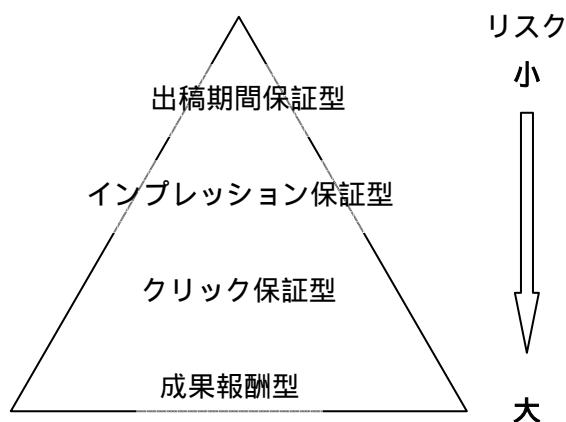 リスク
小
出稿期間保証型
インプレッション保証型
クリック保証型
成果報酬型
大